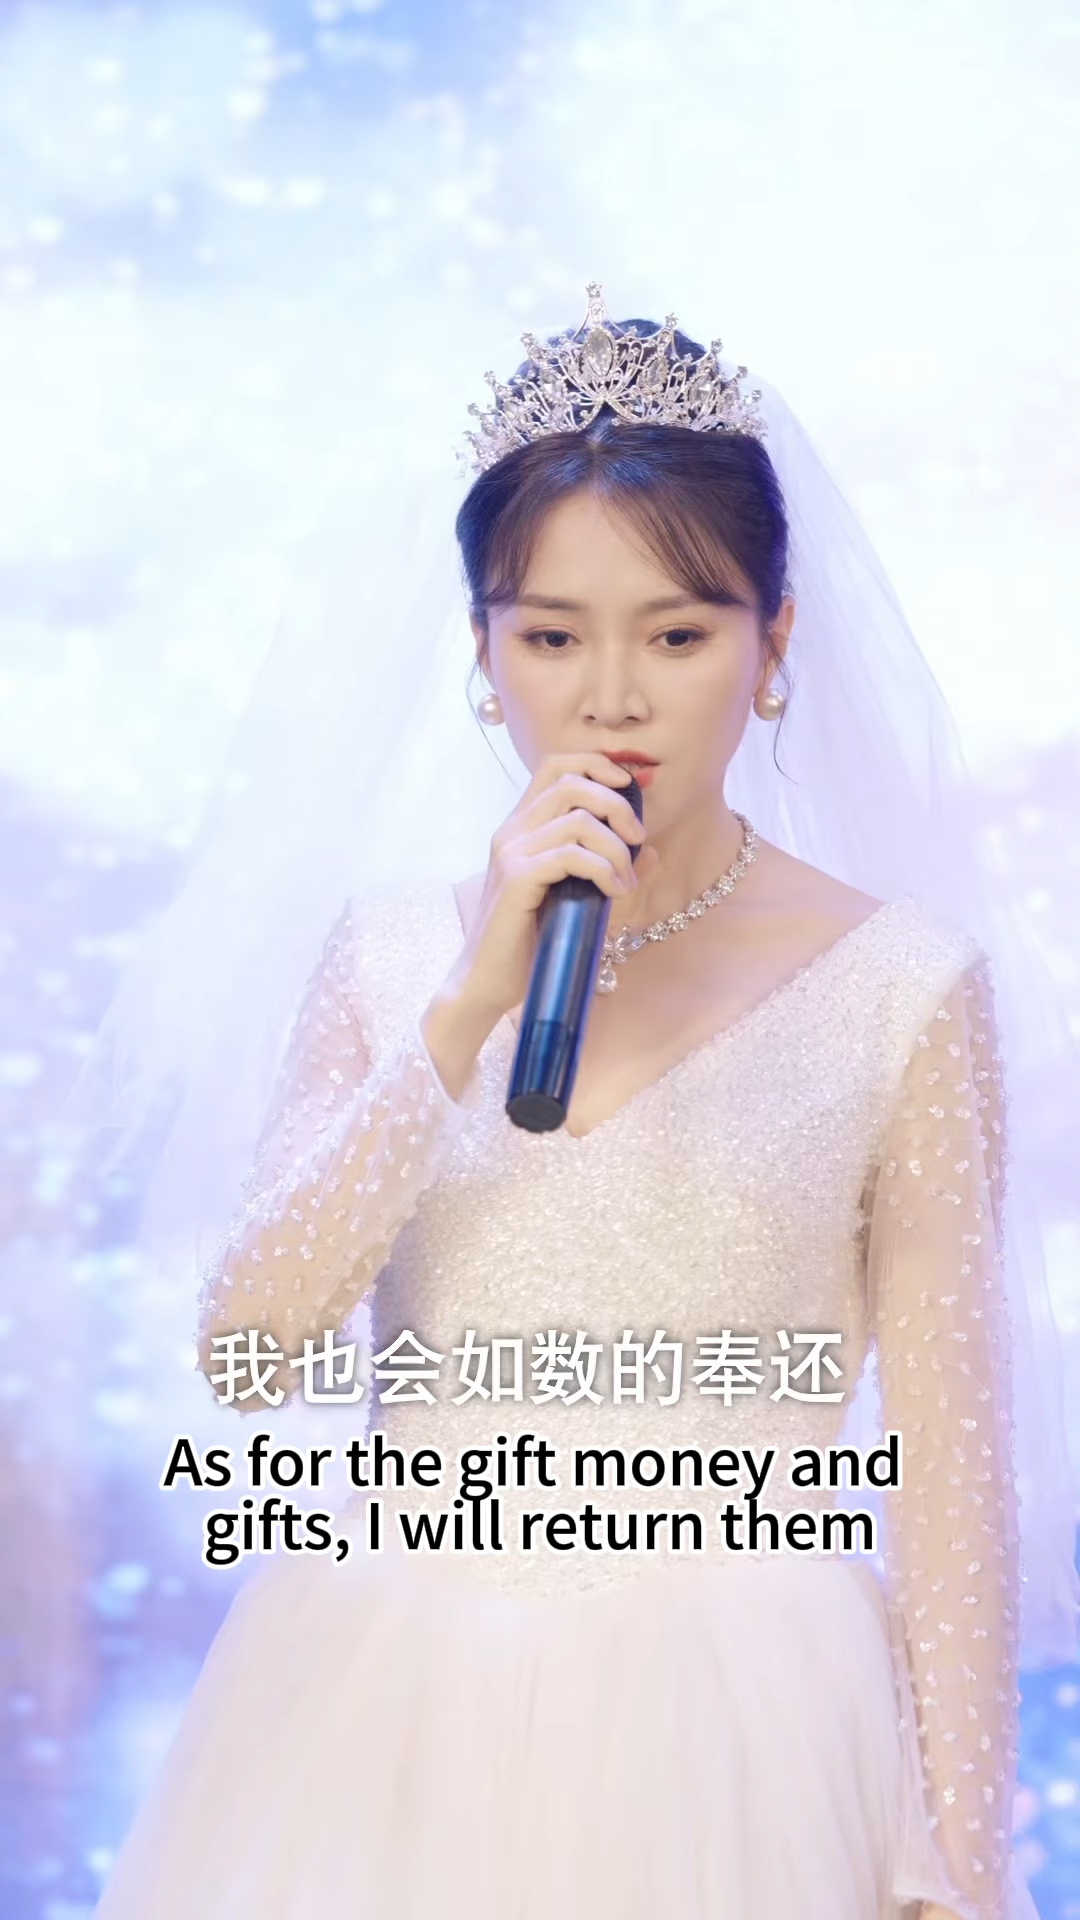 我也会如数的奉还
As for the gift money and
gifts, I will return them